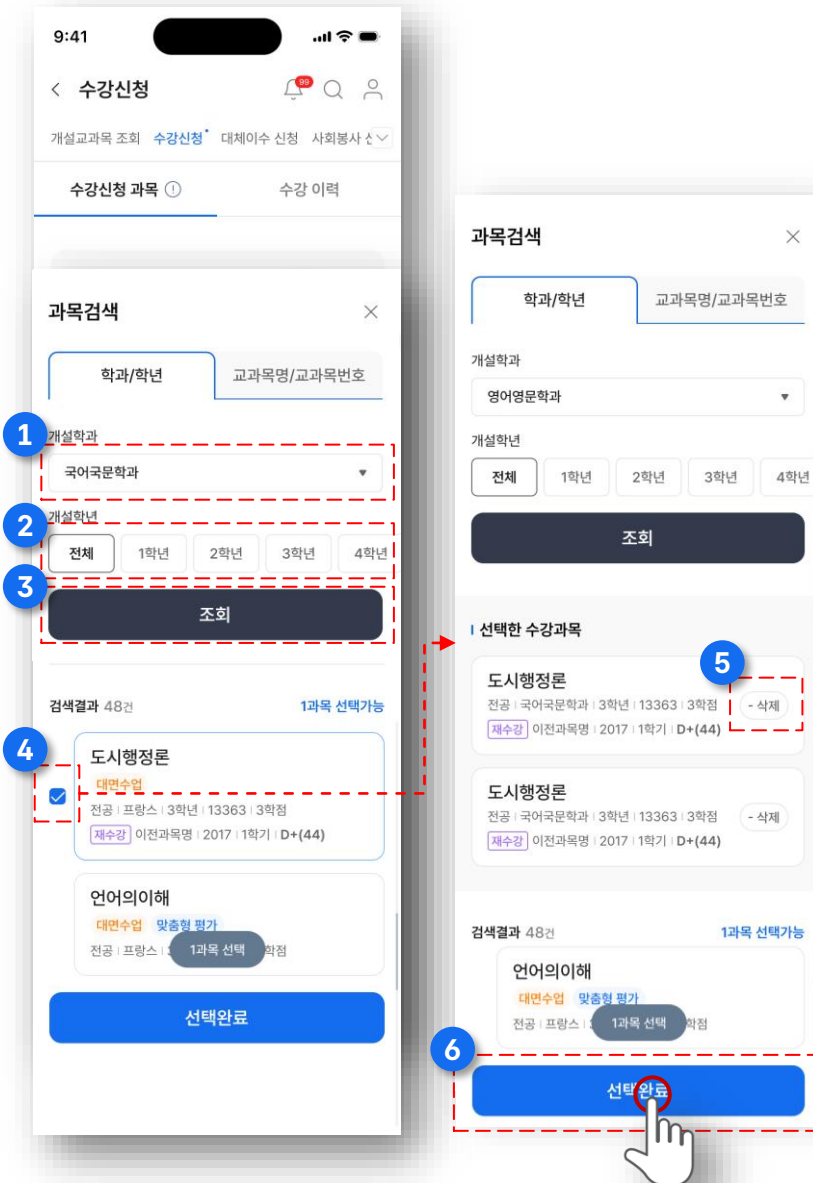 9:41
수강신청
99
개설교과목 조회 수강신청 대체이수 신청 사회봉사
수강신청 과목
수강 이력
과목검색
학과/학년
교과목명/교과목번호
1
개설학과
국어국문학과
2
개설학년
전체 1학년 2학년 3학년 4학년
3
조회
검색결과 48건
1과목 선택가능
4
도시행정론
대면수업
전공 | 프랑스 | 3학년 | 13363 | 3학점
재수강 이전과목명 | 2017 | 1학기 | D+(44)
언어의이해
대면수업 맞춤형 평가
전공 | 프랑스 | 학점
1과목 선택
선택완료
과목검색
학과/학년
교과목명/교과목번호
개설학과
영어영문학과
개설학년
전체 1학년 2학년 3학년 4학년
조회
선택한 수강과목
5
도시행정론
전공 | 국어국문학과 | 3학년 | 13363 | 3학점
- 삭제
재수강 이전과목명 | 2017 | 1학기 | D+(44)
도시행정론
전공 | 국어국문학과 | 3학년 | 13363 | 3학점
- 삭제
재수강 이전과목명 | 2017 | 1학기 | D+(44)
검색결과 48건
1과목 선택가능
언어의이해
대면수업 맞춤형 평가
전공 | 프랑스 | 학점
1과목 선택
6
선택완료